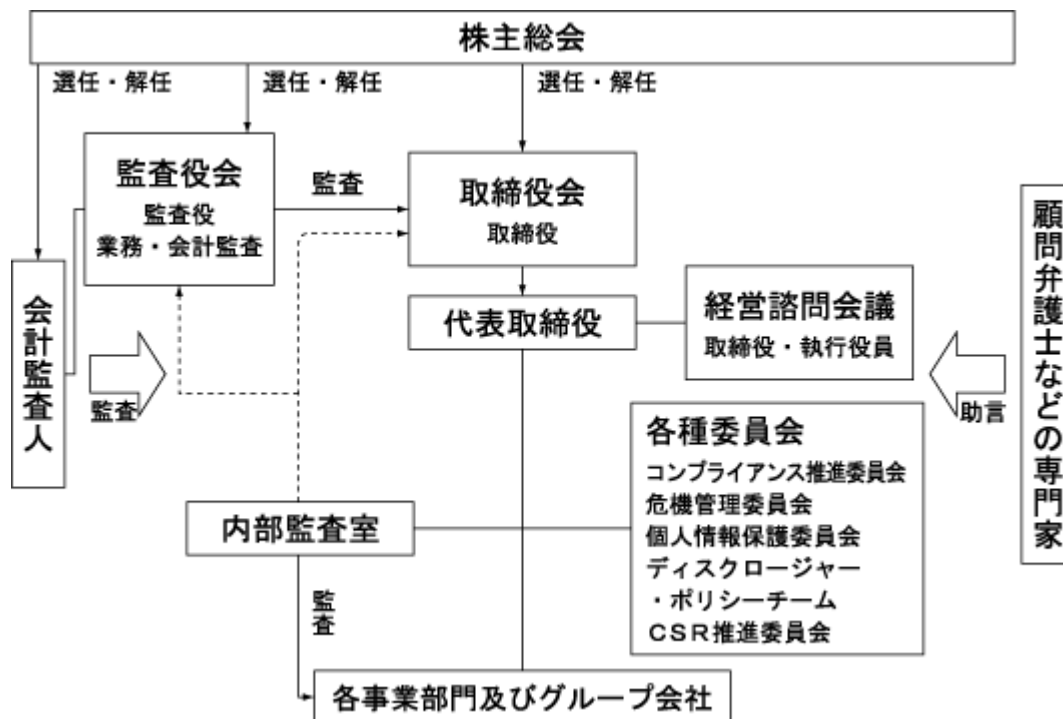 株主総会
選任・解任
選任・解任
選任・解任
監査役会
監査役
業務・会計監査
監査
取締役会
取締役
会計監査人
監査
代表取締役
経営諮問会議
取締役・執行役員
顧問弁護士などの専門家
助言
各種委員会
コンプライアンス推進委員会
危機管理委員会
個人情報保護委員会
ディスクロージャー
・ポリシーチーム
CSR推進委員会
内部監査室
監査
各事業部門及びグループ会社